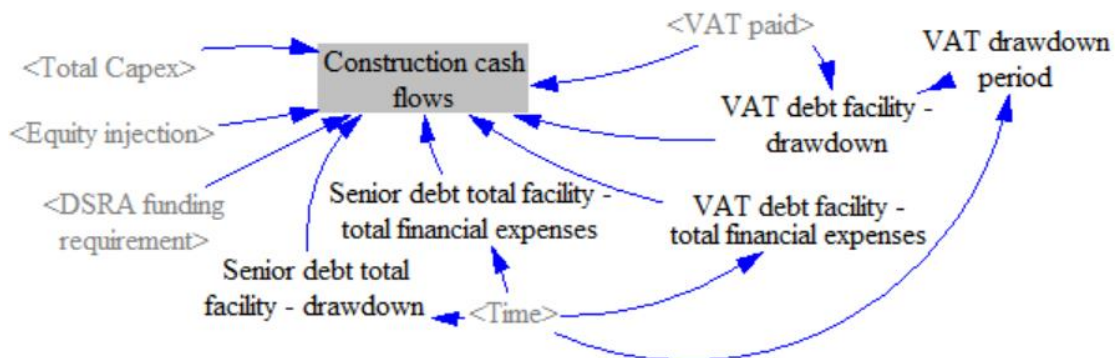 <VAT paid>
VAT drawdown
period
<Total Capex>
Construction cash
flows
<Equity injection>
VAT debt facility -
drawdown
<DSRA funding
requirement>
Senior debt total facility -
total financial expenses
VAT debt facility -
total financial expenses
Senior debt total
facility - drawdown
<Time>